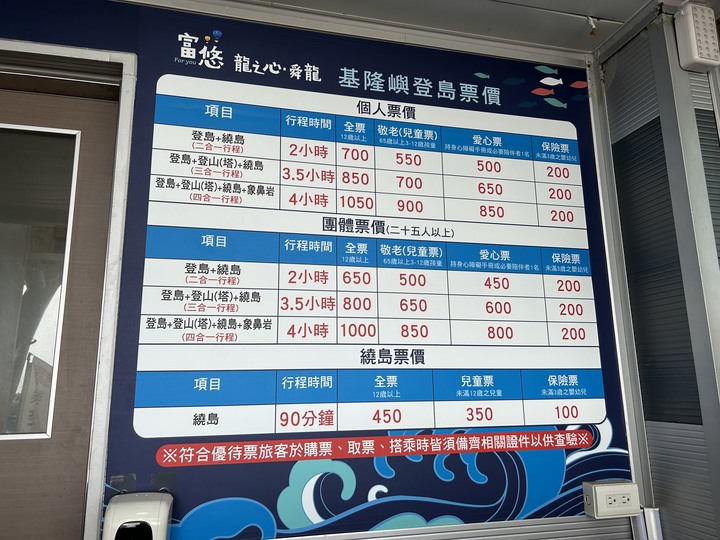 富悠 龍之心·舜龍 基隆嶼登島票價
For you
個人票價
項目 行程時間 全票 敬老(兒童票) 愛心票 保險票
12歲以上 65歲以上3-12歲孩童 持身心障礙手冊或必要陪伴者1名 未滿3歲之嬰幼兒
登島+繞島 2小時 700 550 500 200
(二合一行程)
登島+登山(塔)+繞島 3.5小時 850 700 650 200
(三合一行程)
登島+登山(塔)+繞島+象鼻岩 4小時 1050 900 850 200
(四合一行程)
團體票價(二十五人以上)
項目 行程時間 全票 敬老(兒童票) 愛心票 保險票
12歲以上 65歲以上3-12歲孩童 持身心障礙手冊或必要陪伴者1名 未滿3歲之嬰幼兒
登島+繞島 2小時 650 500 450 200
(二合一行程)
登島+登山(塔)+繞島 3.5小時 800 650 600 200
(三合一行程)
登島+登山(塔)+繞島+象鼻岩 4小時 1000 850 800 200
(四合一行程)
繞島票價
項目 行程時間 全票 兒童票 保險票
12歲以上 未滿12歲之兒童 未滿3歲之嬰幼兒
繞島 90分鐘 450 350 100
※符合優待票旅客於購票、取票、搭乘時皆須備齊相關證件以供查驗※